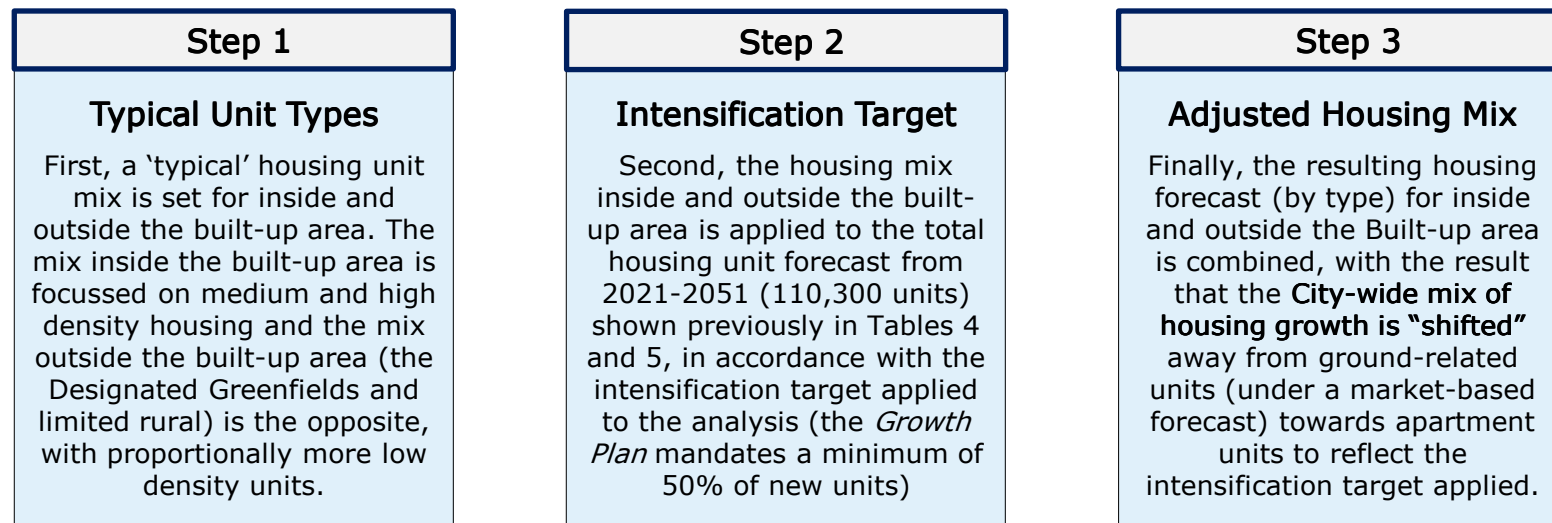 Step 1
Typical Unit Types
First, a ‘typical’ housing unit
mix is set for inside and
outside the built-up area. The
mix inside the built-up area is
focussed on medium and high
density housing and the mix
outside the built-up area (the
Designated Greenfields and
limited rural) is the opposite,
with proportionally more low
density units.
Step 2
Intensification Target
Second, the housing mix
inside and outside the built-
up area is applied to the total
housing unit forecast from
2021-2051 (110,300 units)
shown previously in Tables 4
and 5, in accordance with the
intensification target applied
to the analysis (the Growth
Plan mandates a minimum of
50% of new units)
Step 3
Adjusted Housing Mix
Finally, the resulting housing
forecast (by type) for inside
and outside the Built-up area
is combined, with the result
that the City-wide mix of
housing growth is “shifted”
away from ground-related
units (under a market-based
forecast) towards apartment
units to reflect the
intensification target applied.